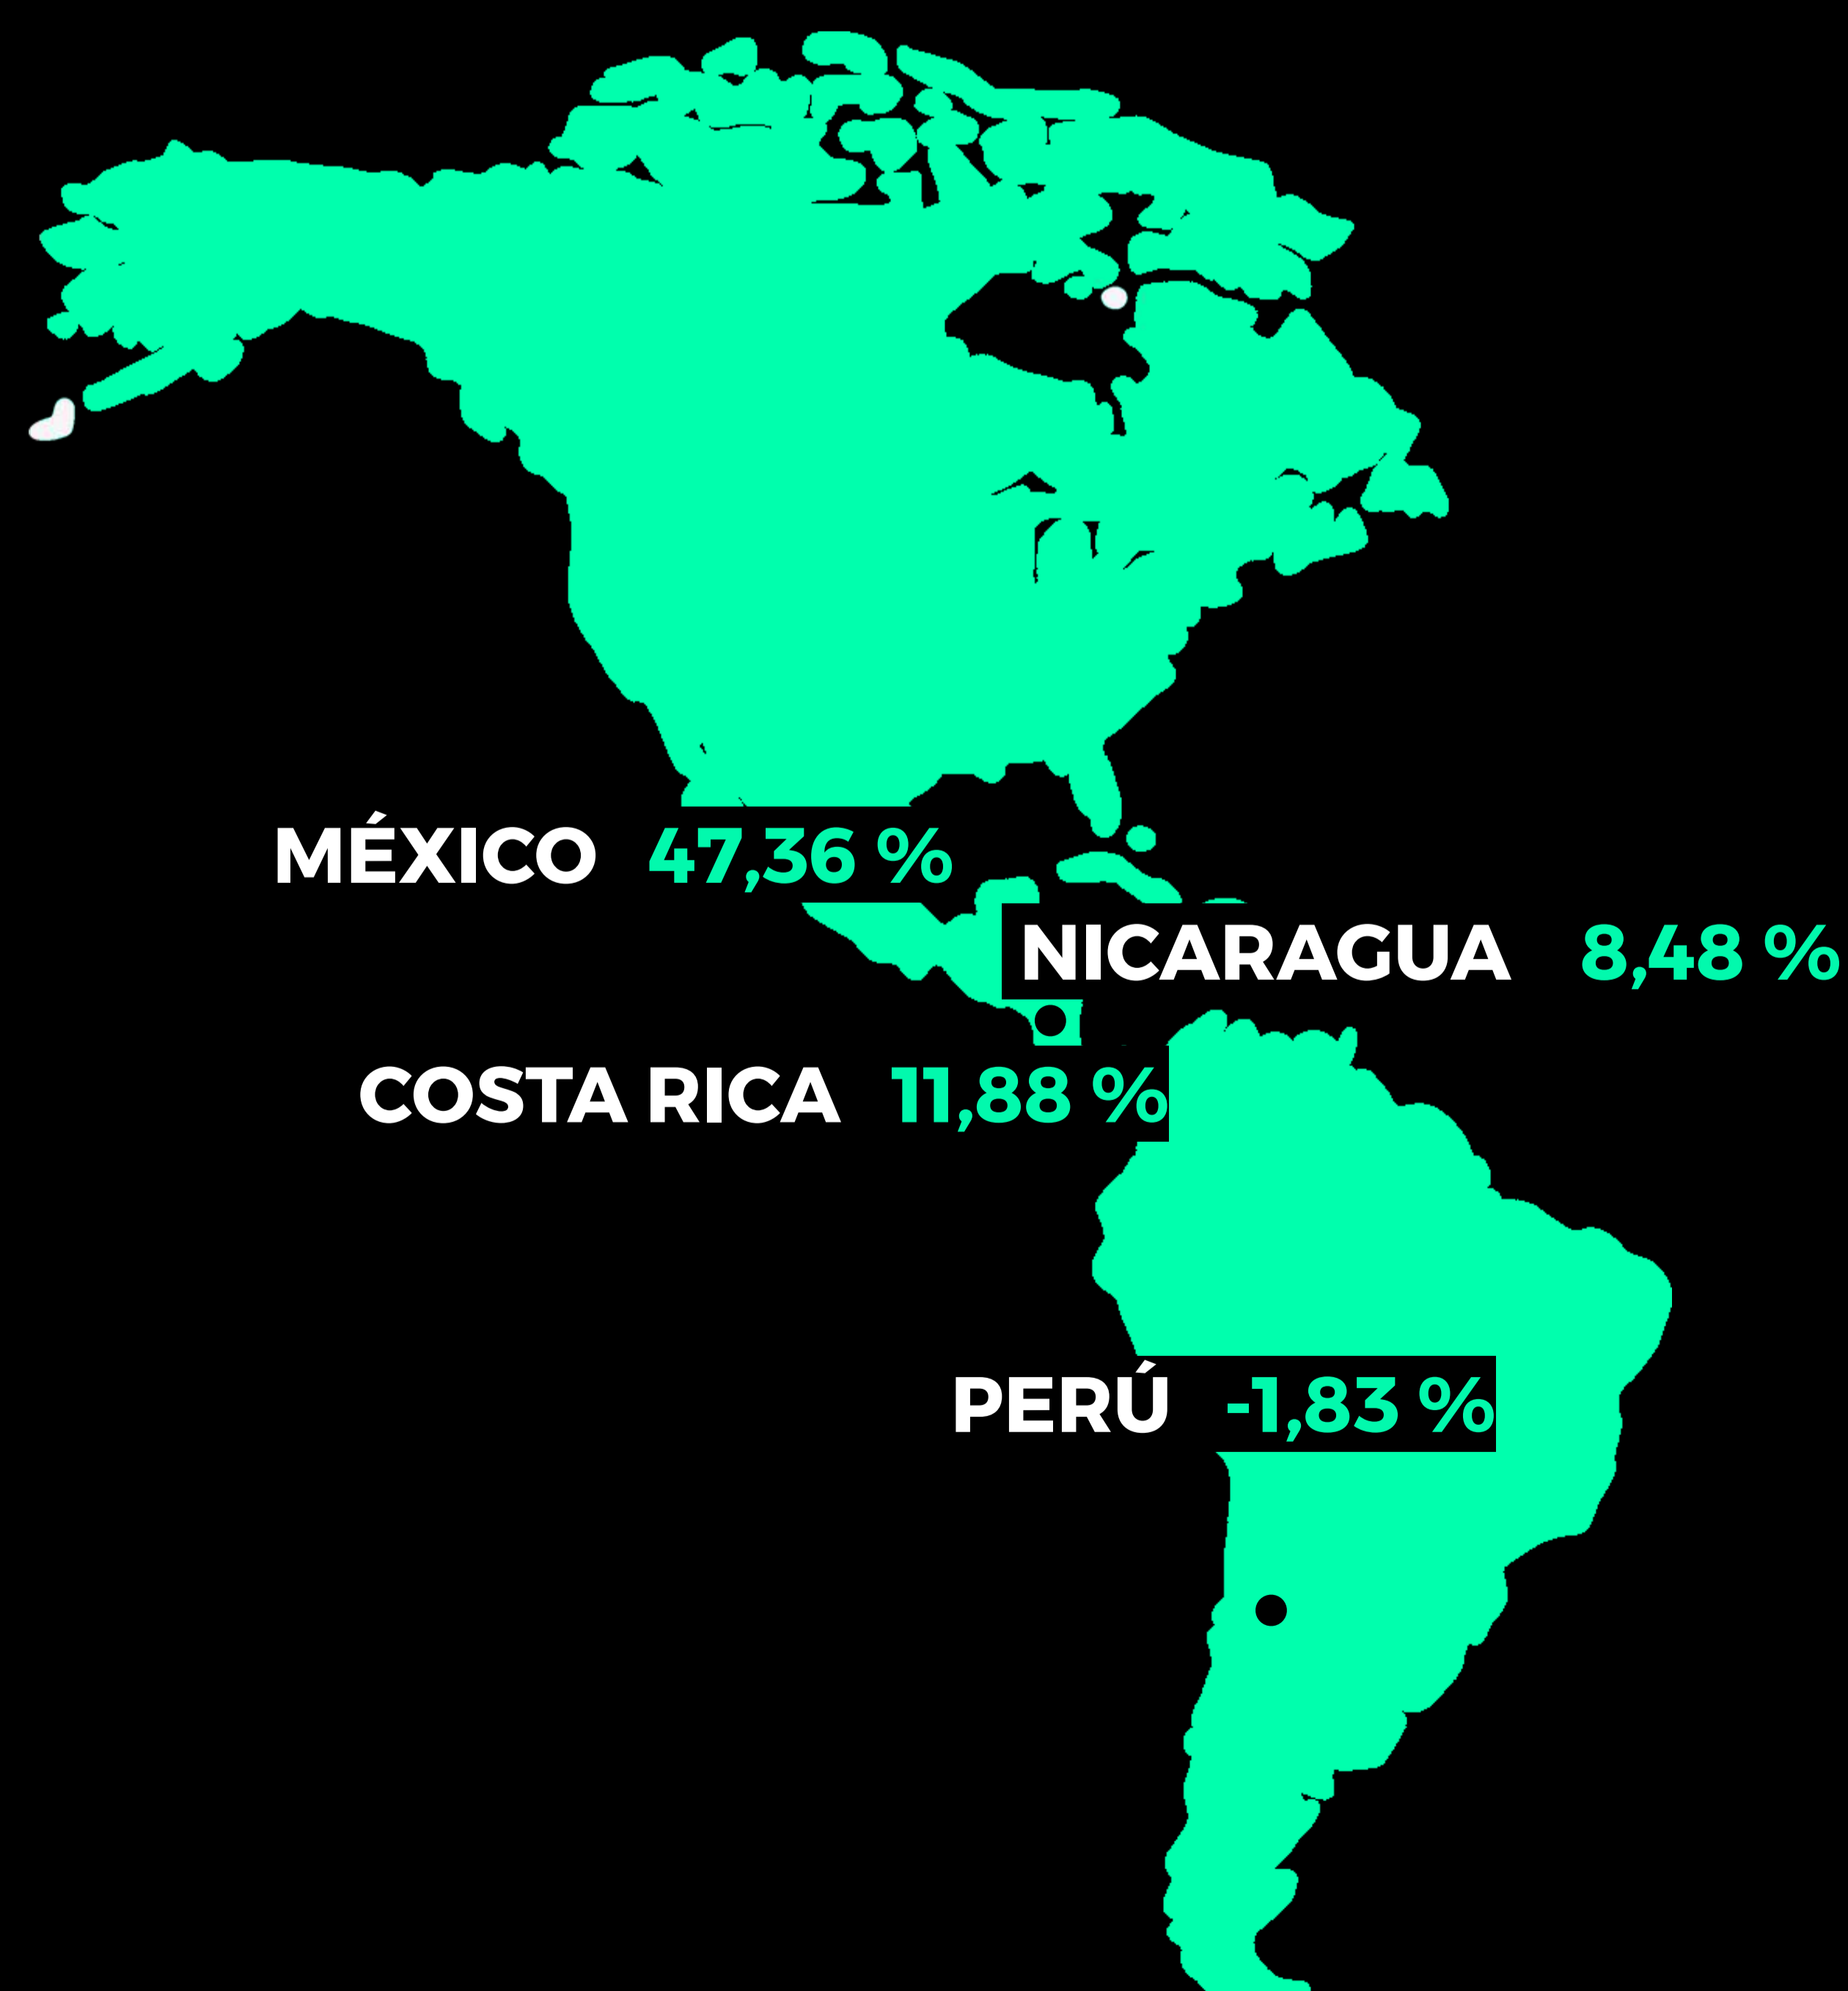 MÉXICO 47,36 %
NICARAGUA 8,48 %
COSTA RICA 11,88 %
PERÚ -1,83 %